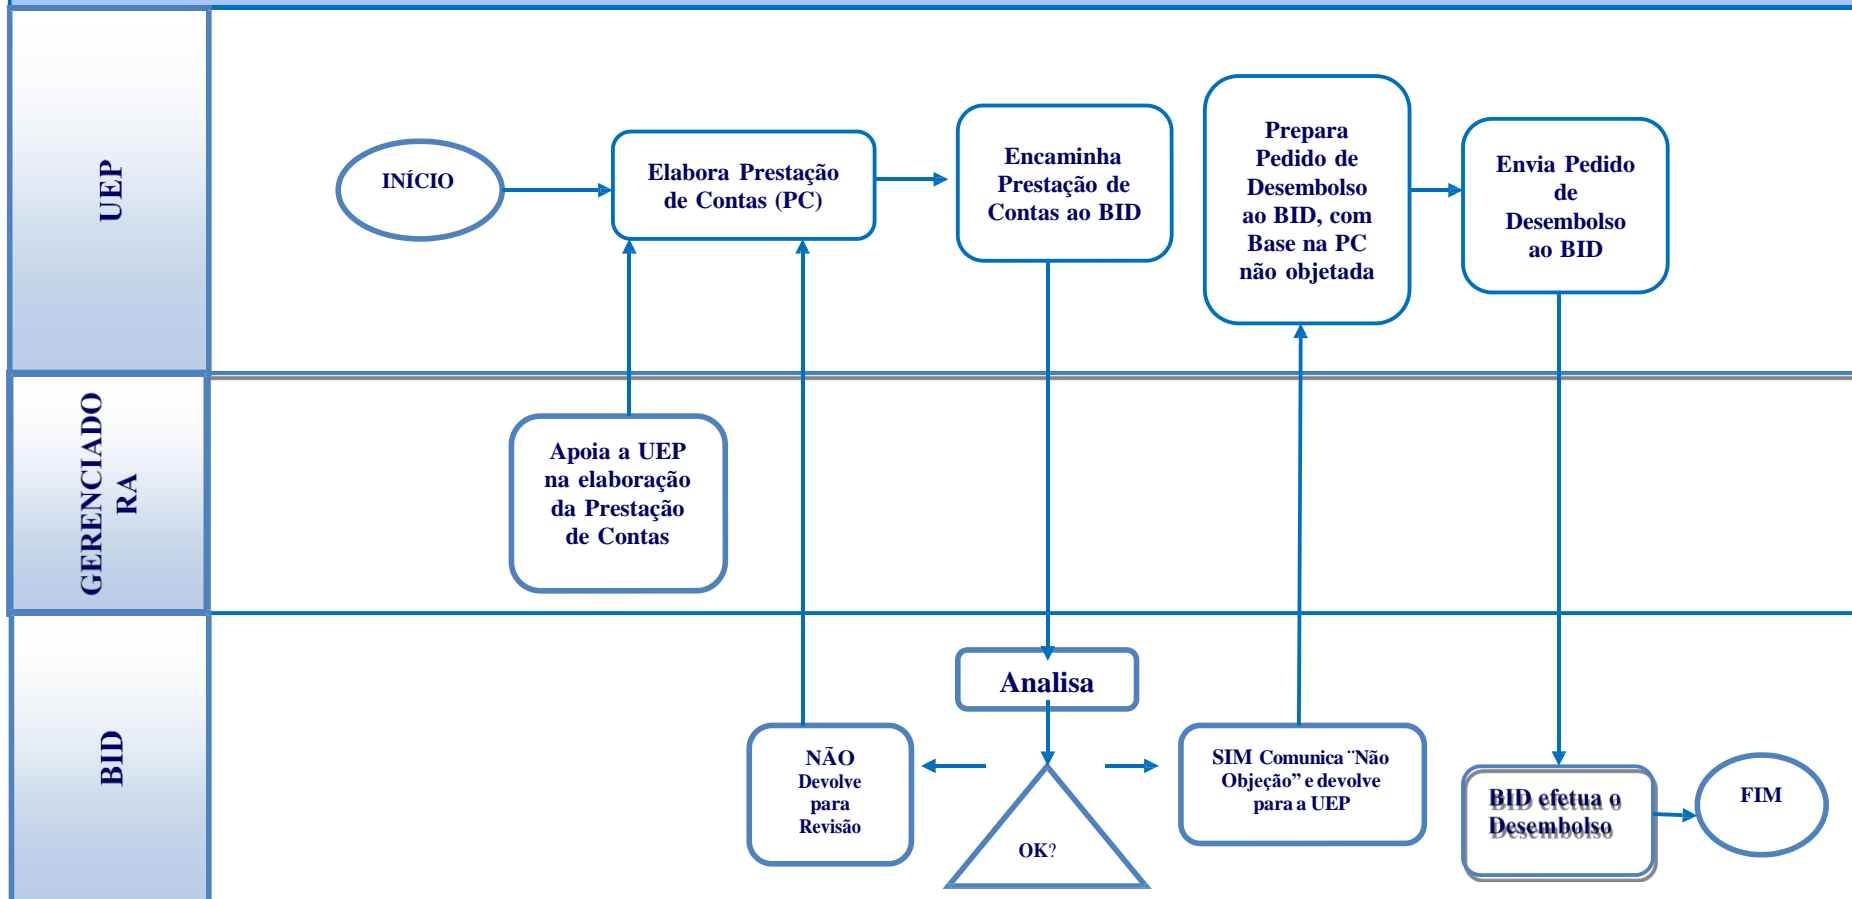 UEP
INÍCIO
Elabora Prestação
de Contas (PC)
Encaminha
Prestação de
Contas ao BID
Prepara
Pedido de
Desembolso
ao BID, com
Base na PC
não objetada
Envia Pedido
de
Desembolso
ao BID
GERENCIADO
RA
Apoia a UEP
na elaboração
da Prestação
de Contas
BID
Analisa
NÃO
Devolve
para
Revisão
OK?
SIM Comunica ¨Não
Objeção” e devolve
para a UEP
BID efetua o
Desembolso
FIM